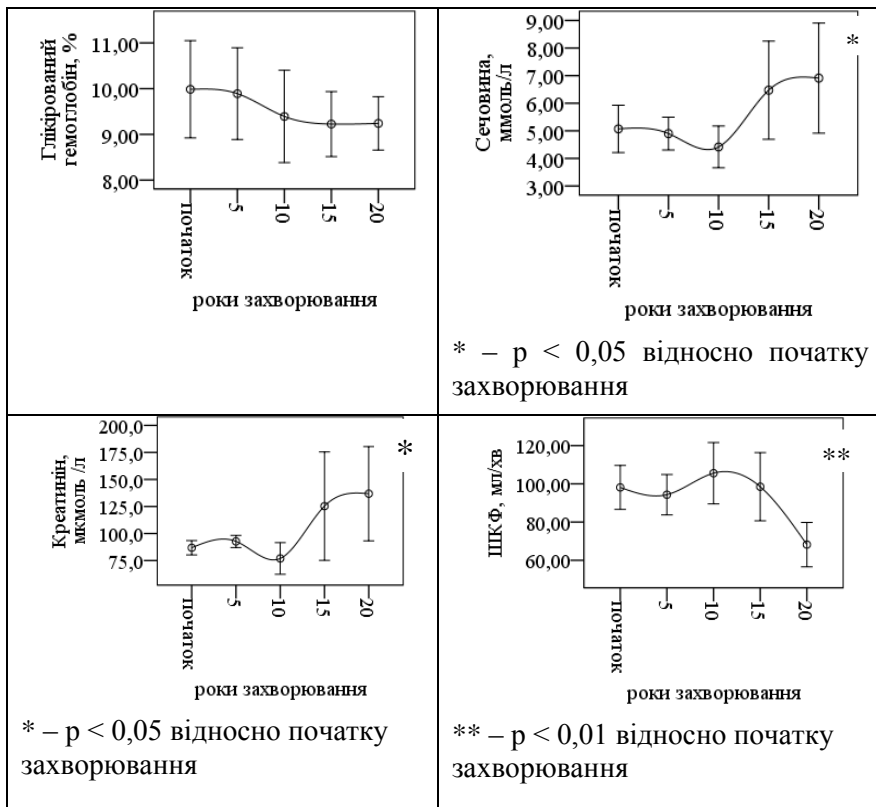 Глікірований
гемоглобін, %
11,00
10,00
9,00
8,00
початок
5
10
15
20
роки захворювання
Сечовина,
ммоль/л
9,00
8,00
7,00
6,00
5,00
4,00
3,00
*
початок
5
10
15
20
роки захворювання
* – р < 0,05 відносно початку
захворювання
Креатинін,
мкмоль /л
200,0
175,0
150,0
125,0
100,0
75,0
*
початок
5
10
15
20
роки захворювання
* – р < 0,05 відносно початку
захворювання
ШКФ, мл/хв
120,00
100,00
80,00
60,00
**
початок
5
10
15
20
роки захворювання
** – р < 0,01 відносно початку
захворювання